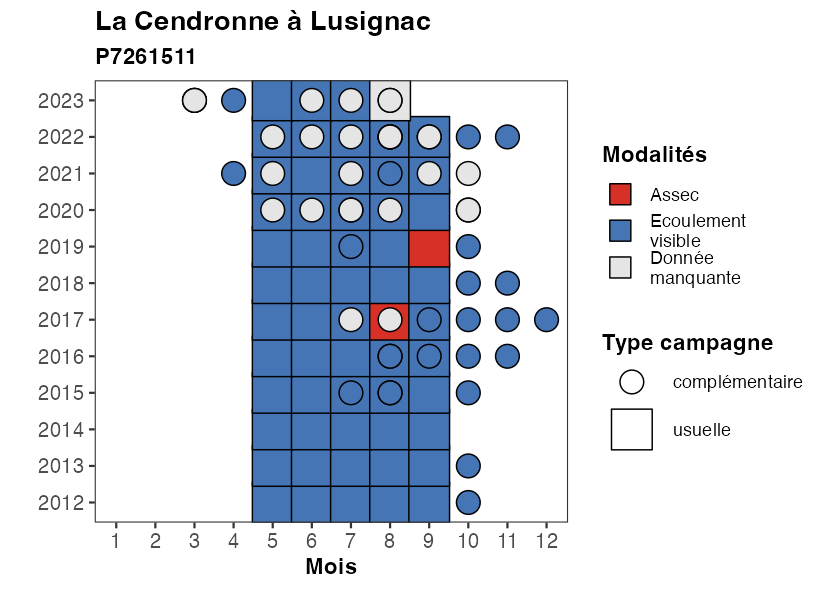 La Cendronne à Lusignac
P7261511
2023
2022
2021
2020
2019
2018
2017
2016
2015
2014
2013
2012
1 2 3 4 5 6 7 8 9 10 11 12
Mois
Modalités
Assec
Ecoulement
visible
Donnée
manquante
Type campagne
complémentaire
usuelle